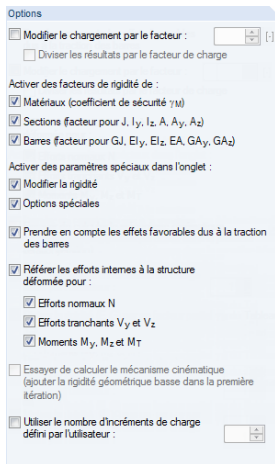 Options
Modifier le chargement par le facteur :
[-]
Diviser les résultats par le facteur de charge
Activer des facteurs de rigidité de :
Matériaux (coefficient de sécurité γM)
Sections (facteur pour J, Iy, Iz, A, Ay, Az)
Barres (facteur pour GJ, EIy, EIz, EA, GAy, GAz)
Activer des paramètres spéciaux dans l'onglet :
Modifier la rigidité
Options spéciales
Prendre en compte les effets favorables dus à la traction
des barres
Référer les efforts internes à la structure
déformée pour :
Efforts normaux N
Efforts tranchants Vy et Vz
Moments My, Mz et MT
Essayer de calculer le mécanisme cinématique
(ajouter la rigidité géométrique basse dans la première
itération)
Utiliser le nombre d'incréments de charge
défini par l'utilisateur :